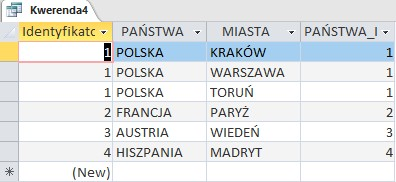 Kwerenda4
Identyfikatc PAŃSTWA MIASTA PAŃSTWA_I
1 POLSKA KRAKÓW 1
1 POLSKA WARSZAWA 1
1 POLSKA TORUŃ 1
2 FRANCJA PARYŻ 2
3 AUSTRIA WIEDEŃ 3
4 HISZPANIA MADRYT 4
(New)